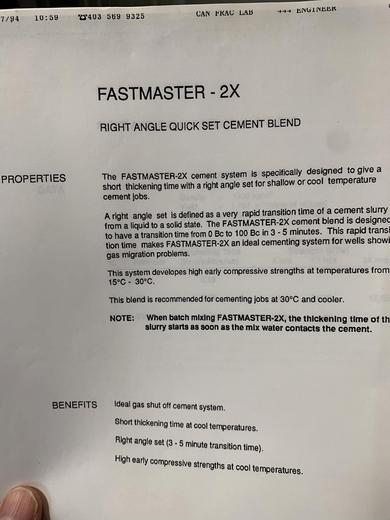 7/94 10:59 ☎403 569 9325 CAN FRAC LAB →→→ ENGINEER
FASTMASTER - 2X
RIGHT ANGLE QUICK SET CEMENT BLEND
PROPERTIES
The FASTMASTER-2X cement system is specifically designed to give a
short thickening time with a right angle set for shallow or cool temperature
cement jobs.
A right angle set is defined as a very rapid transition time of a cement slurry
from a liquid to a solid state. The FASTMASTER-2X cement blend is designed
to have a transition time from 0 Bc to 100 Bc in 3 - 5 minutes. This rapid transi
tion time makes FASTMASTER-2X an ideal cementing system for wells showi
gas migration problems.
This system developes high early compressive strengths at temperatures from
15°C - 30°C.
This blend is recommended for cementing jobs at 30°C and cooler.
NOTE: When batch mixing FASTMASTER-2X, the thickening time of th
slurry starts as soon as the mix water contacts the cement.
BENEFITS
Ideal gas shut off cement system.
Short thickening time at cool temperatures.
Right angle set (3 - 5 minute transition time).
High early compressive strengths at cool temperatures.